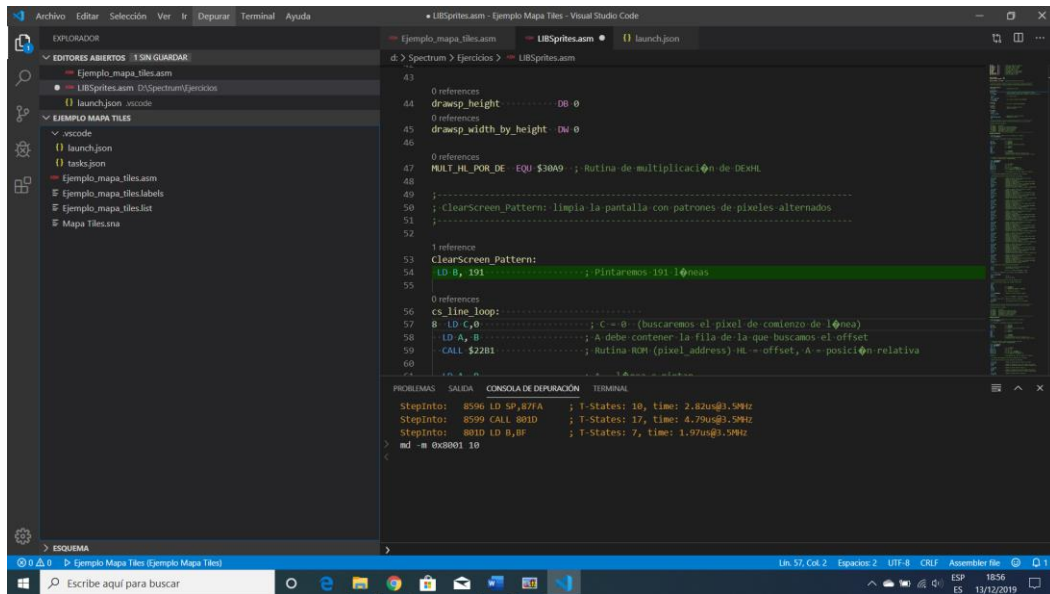 Archivo Editar Selección Ver Ir Depurar Terminal Ayuda
● LIBSprites.asm - Ejemplo Mapa Tiles - Visual Studio Code
EXPLORADOR
EDITORES ABIERTOS 1 SIN GUARDAR
Ejemplo_mapa_tiles.asm
● LIBSprites.asm D:\Spectrum\Ejercicios
{} launch.json .vscode
EJEMPLO MAPA TILES
.vscode
{} launch.json
{} tasks.json
Ejemplo_mapa_tiles.asm
Ejemplo_mapa_tiles.labels
Ejemplo_mapa_tiles.list
Mapa Tiles.sna
ESQUEMA
Ejemplo_mapa_tiles.asm LIBSprites.asm ● {} launch.json
d: > Spectrum > Ejercicios > LIBSprites.asm
43
0 references
44 drawsp_height DB 0
0 references
45 drawsp_width_by_height DW 0
46
0 references
47 MULT_HL_POR_DE EQU $30A9 ; Rutina de multiplicaci�n de DExHL
48
49 ;--------------------------------------------------------------------------
50 ; ClearScreen_Pattern: limpia la pantalla con patrones de pixeles alternados
51 ;--------------------------------------------------------------------------
52
1 reference
53 ClearScreen_Pattern:
54 LD B, 191 ; Pintaremos 191 l�neas
55
0 references
56 cs_line_loop:
57 8 LD C,0 ; C = 0 (buscaremos el pixel de comienzo de l�nea)
58 LD A, B ; A debe contener la fila de la que buscamos el offset
59 CALL $22B1 ; Rutina ROM (pixel_address) HL = offset, A = posici�n relativa
60
PROBLEMAS SALIDA CONSOLA DE DEPURACIÓN TERMINAL
StepInto: 8596 LD SP,87FA ; T-States: 10, time: 2.82us@3.5MHz
StepInto: 8599 CALL 801D ; T-States: 17, time: 4.79us@3.5MHz
StepInto: 801D LD B,BF ; T-States: 7, time: 1.97us@3.5MHz
> md -m 0x8001 10
<
>
0 0 Ejemplo Mapa Tiles (Ejemplo Mapa Tiles)
Lín. 57, Col. 2 Espacios: 2 UTF-8 CRLF Assembler file 1
Escribe aquí para buscar
ESP 18:56
ES 13/12/2019